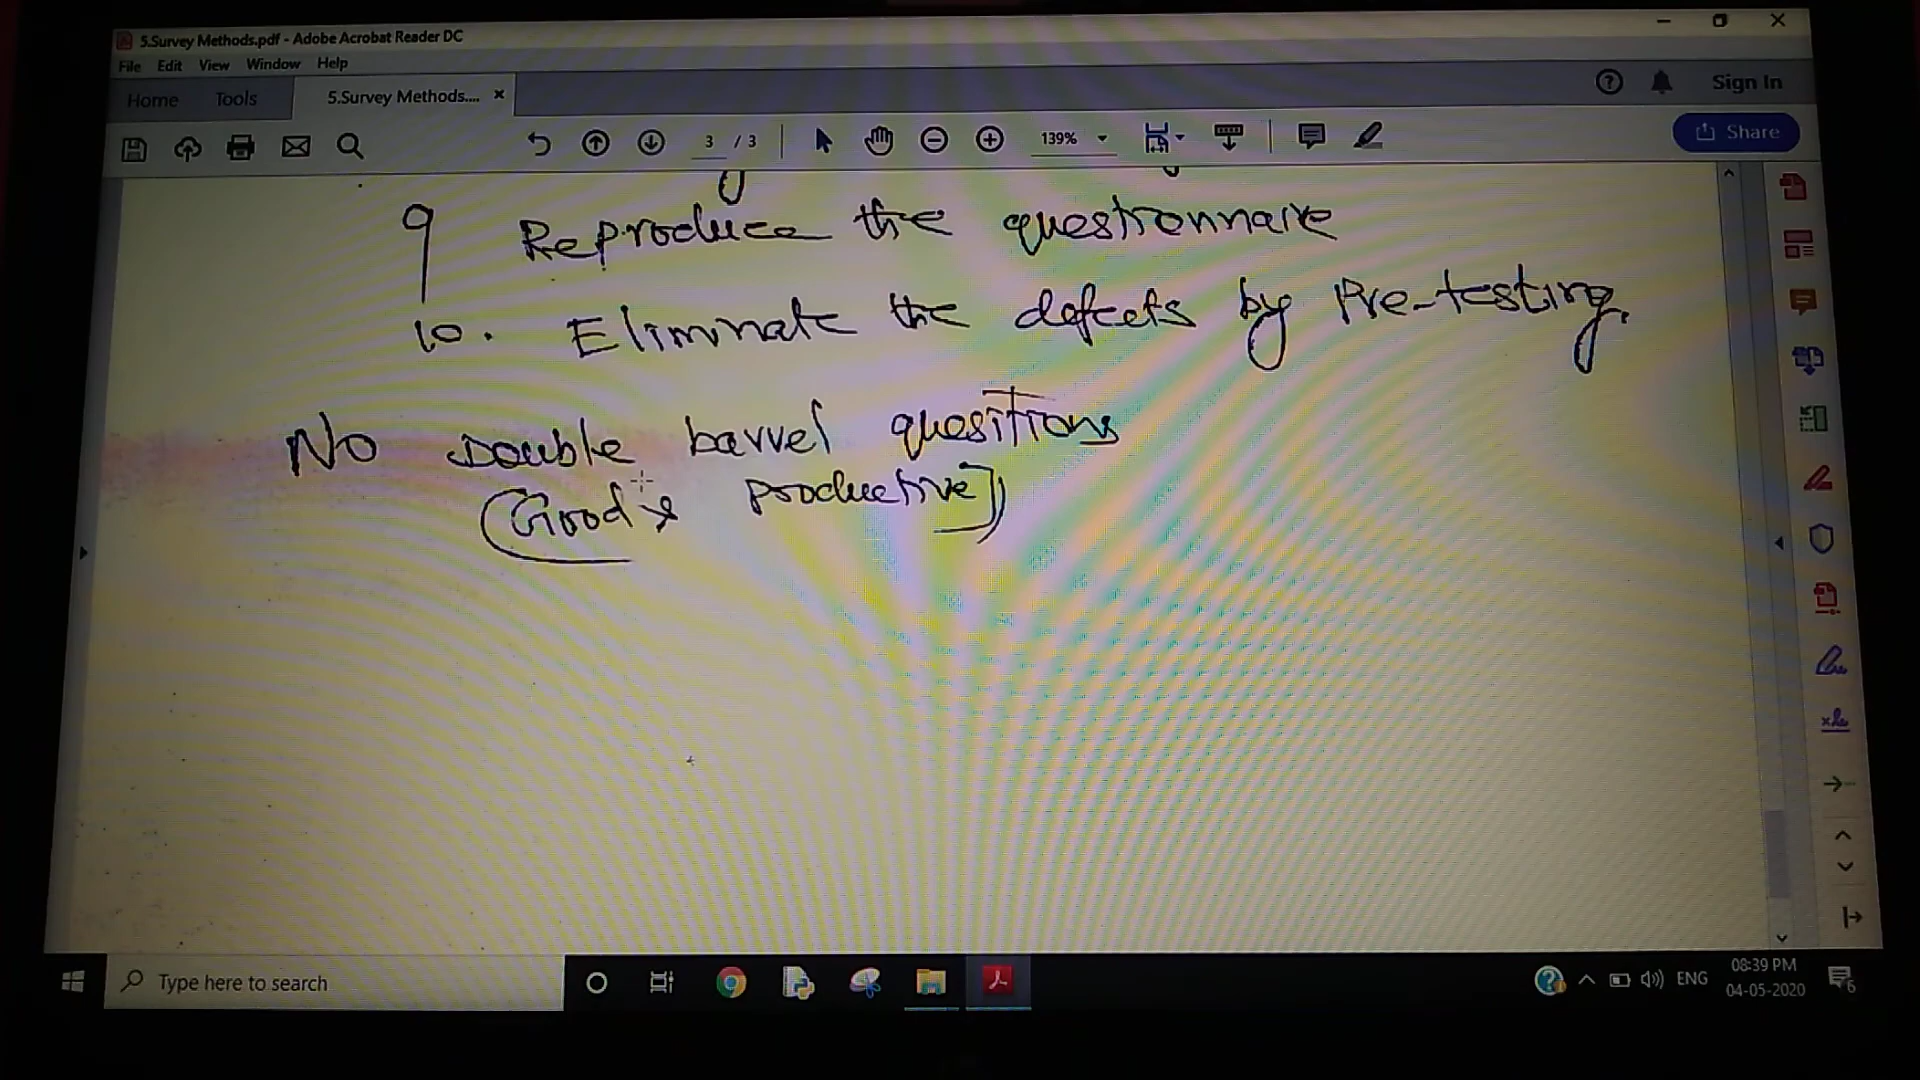 5.Survey Methods.pdf - Adobe Acrobat Reader DC
File Edit View Window Help
Home Tools 5.Survey Methods.... × Sign In
3 / 3 139% Share
9 Reproduce the questionnaire
10. Eliminate the defects by Pre-testing.
No Double barrel quesitions
(Good & productive])
Type here to search
ENG 08:39 PM
04-05-2020 6